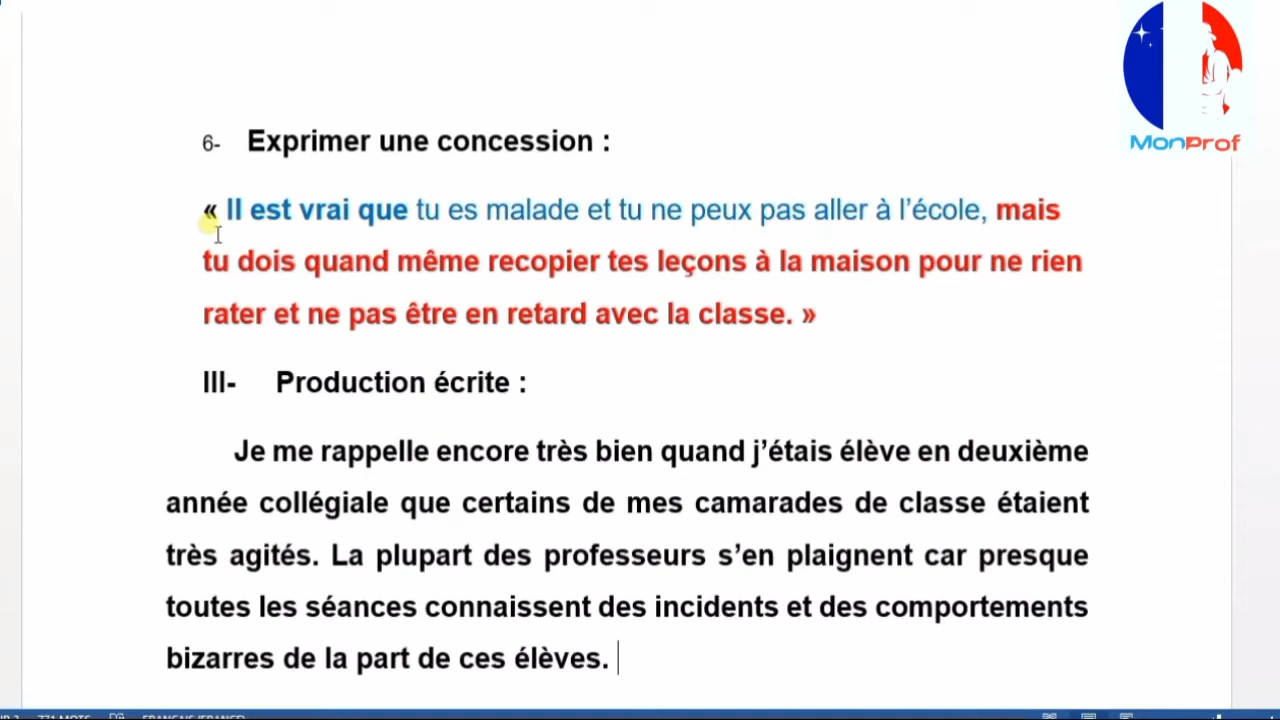 MonProf
6- Exprimer une concession :
« Il est vrai que tu es malade et tu ne peux pas aller à l’école, mais
tu dois quand même recopier tes leçons à la maison pour ne rien
rater et ne pas être en retard avec la classe. »
III- Production écrite :
Je me rappelle encore très bien quand j’étais élève en deuxième
année collégiale que certains de mes camarades de classe étaient
très agités. La plupart des professeurs s’en plaignent car presque
toutes les séances connaissent des incidents et des comportements
bizarres de la part de ces élèves.
771 MOTS FRANÇAIS (FRANCE)